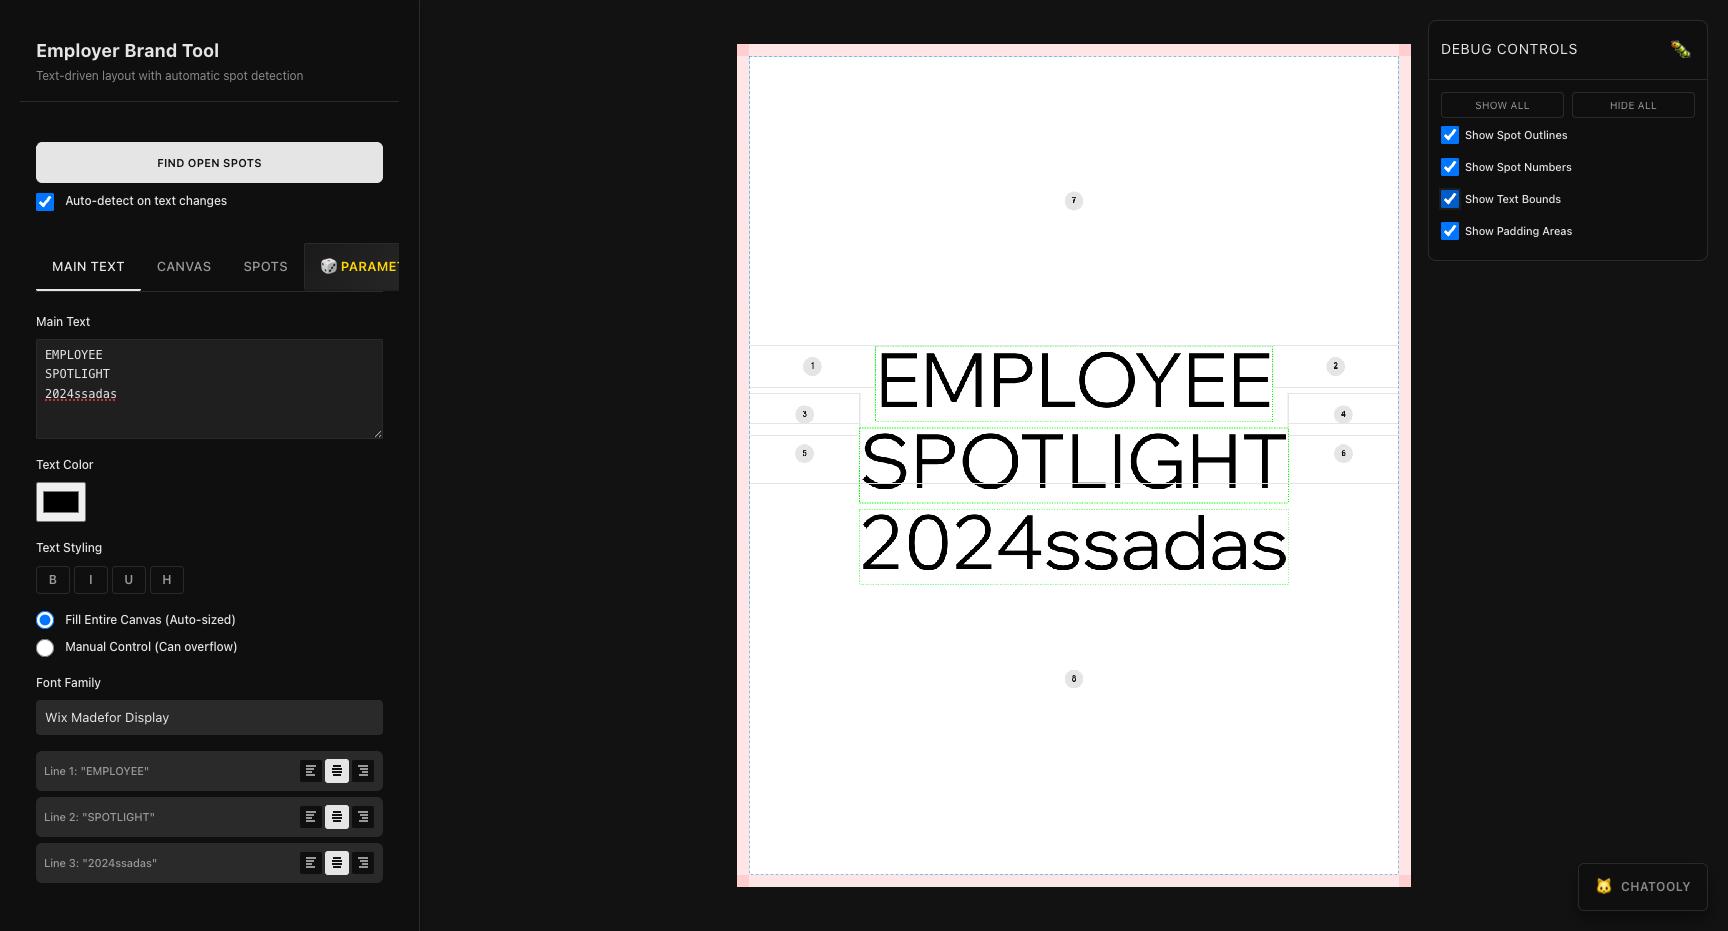 Employer Brand Tool
Text-driven layout with automatic spot detection
FIND OPEN SPOTS
Auto-detect on text changes
MAIN TEXT
CANVAS
SPOTS
PARAMET
Main Text
EMPLOYEE
SPOTLIGHT
2024ssadas
Text Color
Text Styling
B
I
U
H
Fill Entire Canvas (Auto-sized)
Manual Control (Can overflow)
Font Family
Wix Madefor Display
Line 1: "EMPLOYEE"
Line 2: "SPOTLIGHT"
Line 3: "2024ssadas"
7
1
EMPLOYEE
2
3
4
5
SPOTLIGHT
6
2024ssadas
8
DEBUG CONTROLS
SHOW ALL
HIDE ALL
Show Spot Outlines
Show Spot Numbers
Show Text Bounds
Show Padding Areas
CHATOOLY